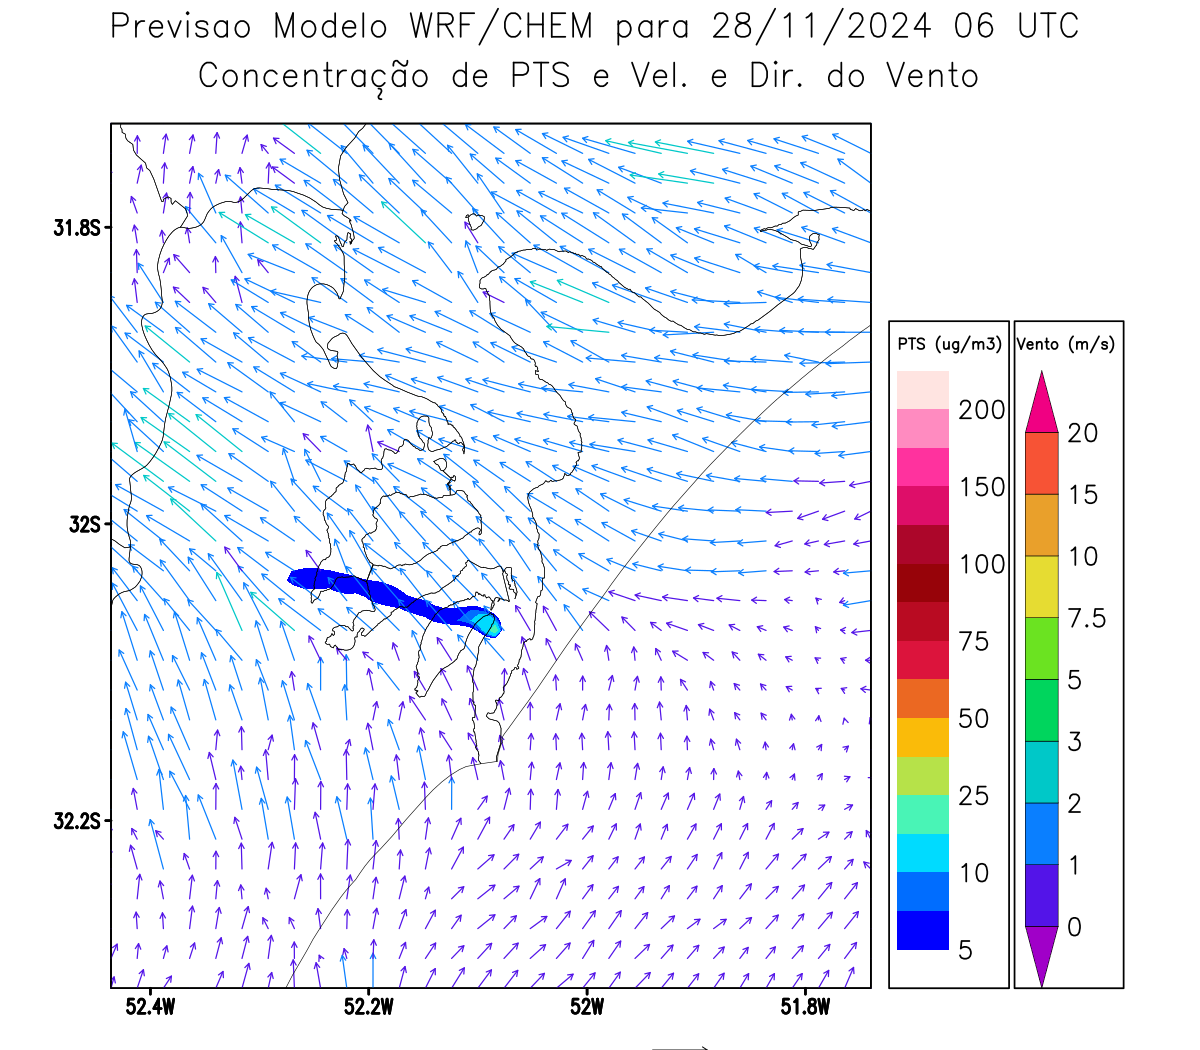 Previsao Modelo WRF/CHEM para 28/11/2024 06 UTC
Concentração de PTS e Vel. e Dir. do Vento
31.8S
32S
32.2S
52.4W 52.2W 52W 51.8W
PTS (ug/m3)
200
150
100
75
50
25
10
5
Vento (m/s)
20
15
10
7.5
5
3
2
1
0